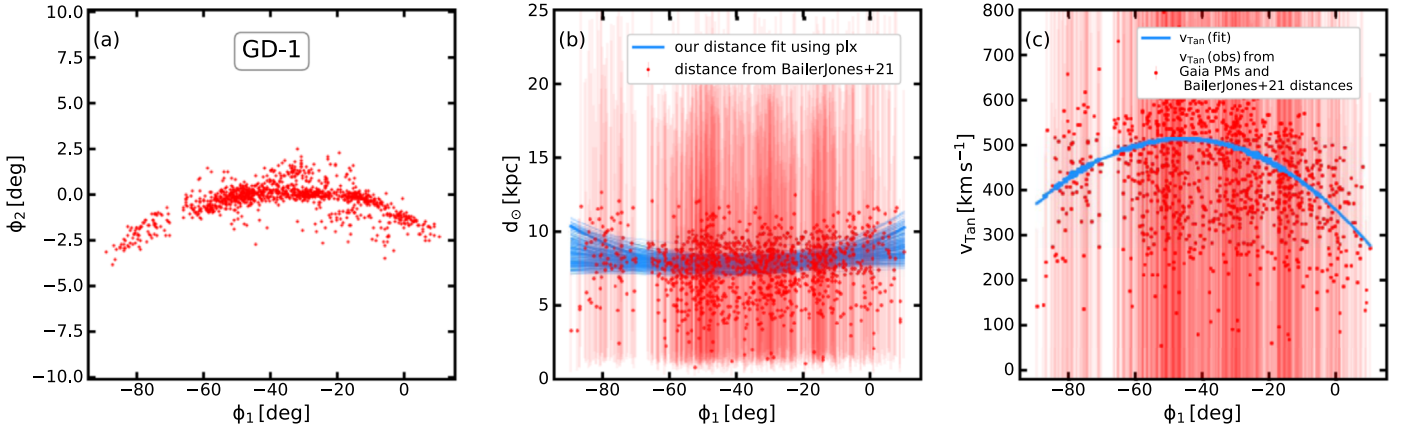 (a)
GD-1
10.0
7.5
5.0
2.5
0.0
−2.5
−5.0
−7.5
−10.0
ϕ₂ [deg]
−80 −60 −40 −20 0
ϕ₁ [deg]
(b)
our distance fit using plx
distance from BailerJones+21
25
20
15
10
5
0
d⊙ [kpc]
−80 −60 −40 −20 0
ϕ₁ [deg]
(c)
vTan (fit)
vTan (obs) from
Gaia PMs and
BailerJones+21 distances
800
700
600
500
400
300
200
100
0
vTan [km s⁻¹]
−80 −60 −40 −20 0
ϕ₁ [deg]